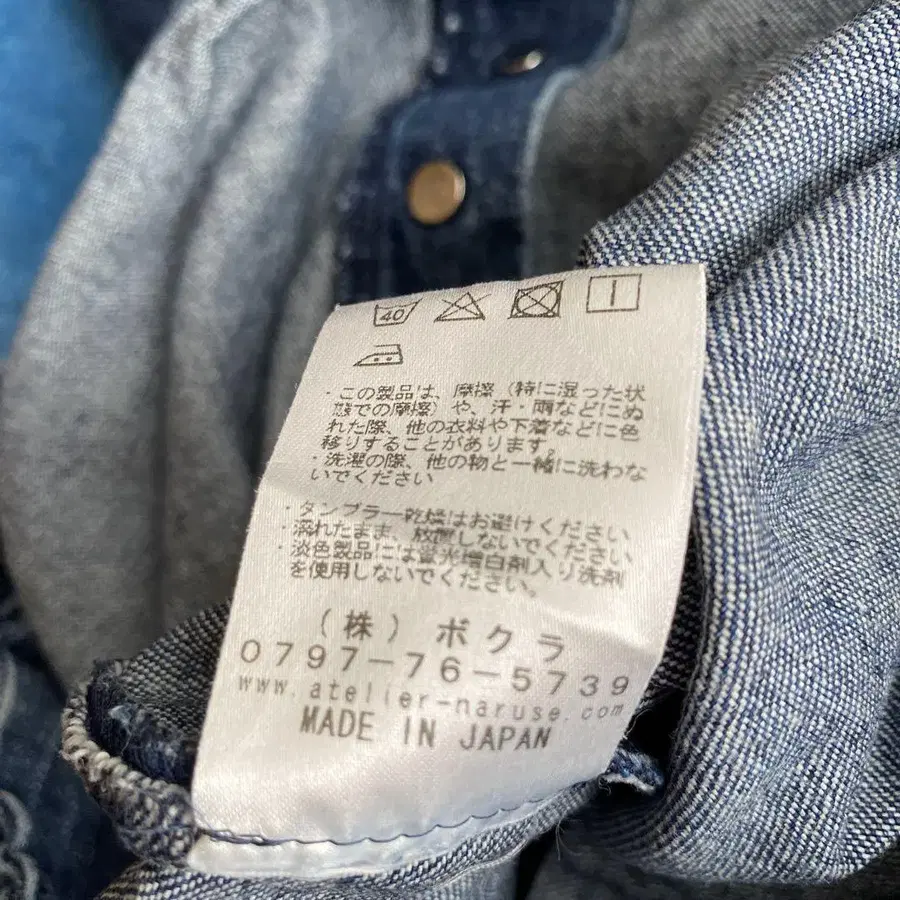 40
・この製品は、摩擦（特に湿った状
態での摩擦）や、汗・雨などにぬ
れた際、他の衣料や下着などに色
移りすることがあります。
・洗濯の際、他の物と一緒に洗わな
いでください
・タンブラー乾燥はお避けください
・濡れたまま、放置しないでください
・淡色製品には蛍光増白剤入り洗剤
を使用しないでください。
（株）ボクラ
0797-76-5739
www.atelier-naruse.com
MADE IN JAPAN